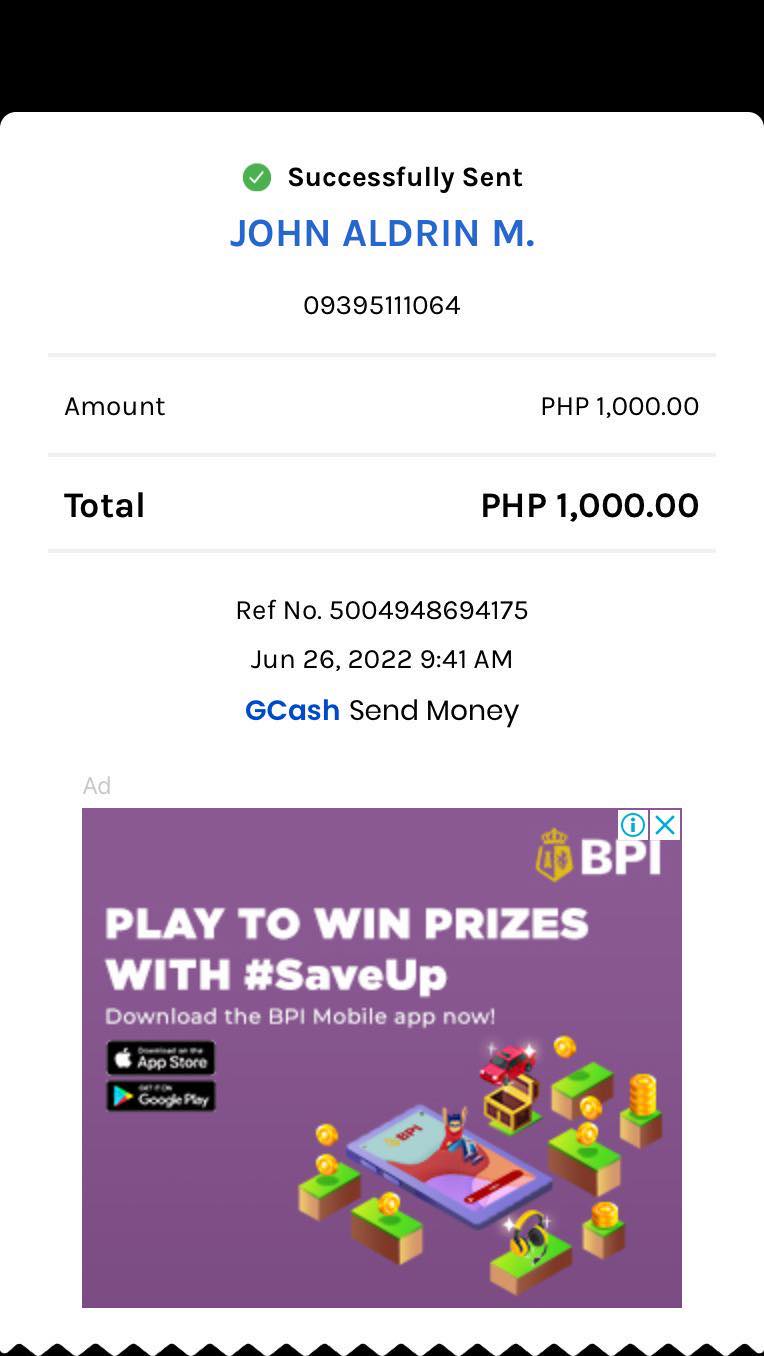 Successfully Sent
JOHN ALDRIN M.
09395111064
Amount PHP 1,000.00
Total PHP 1,000.00
Ref No. 5004948694175
Jun 26, 2022 9:41 AM
GCash Send Money
Ad
BPI
PLAY TO WIN PRIZES
WITH #SaveUp
Download the BPI Mobile app now!
Download on the
App Store
GET IT ON
Google Play
BPI